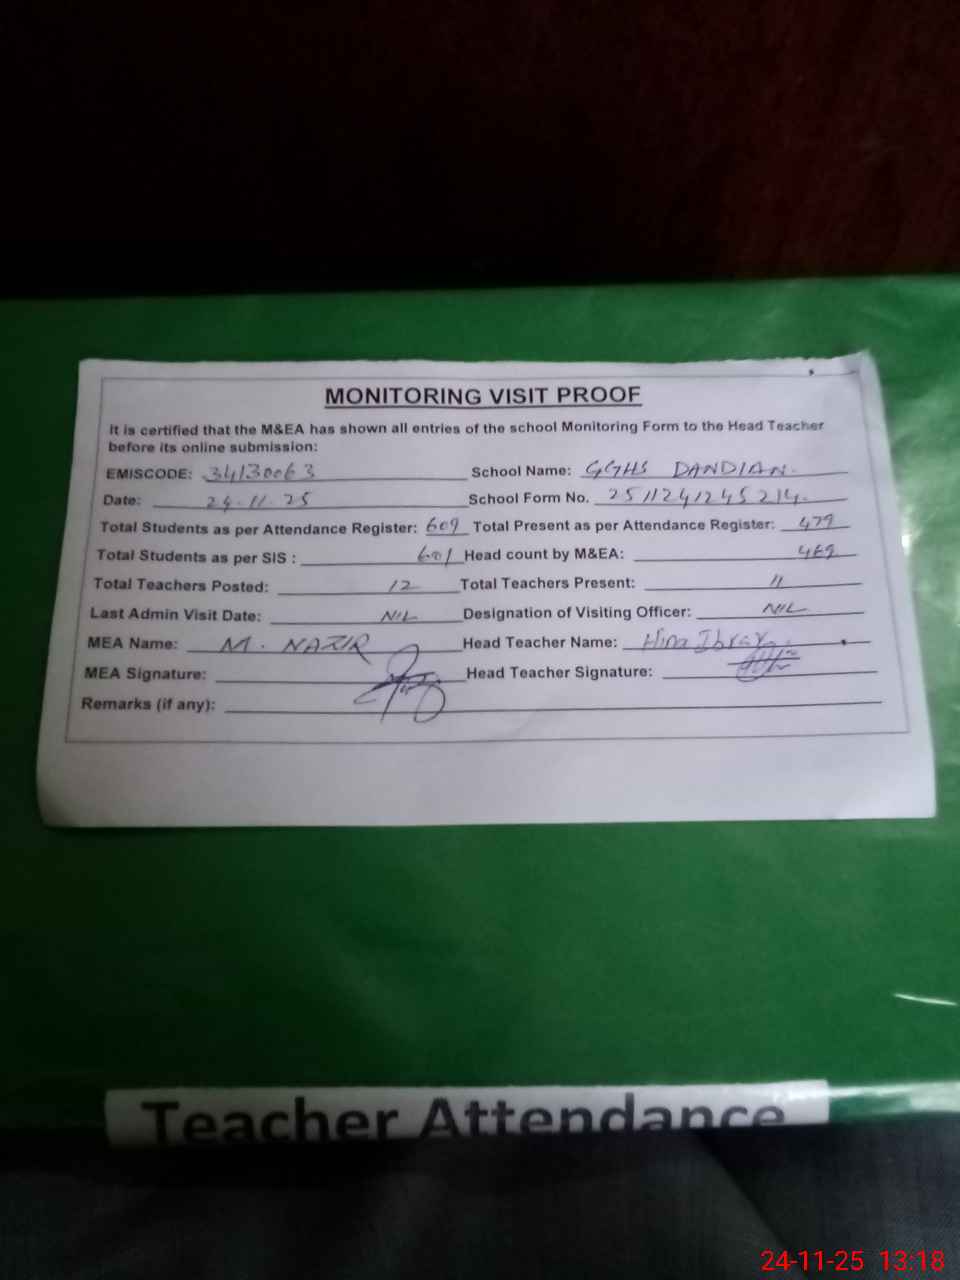 MONITORING VISIT PROOF
It is certified that the M&EA has shown all entries of the school Monitoring Form to the Head Teacher
before its online submission:
EMISCODE: 34130063 School Name: GGHS DANDIAN.
Date: 24.11.25 School Form No. 251124124 5214.
Total Students as per Attendance Register: 609 Total Present as per Attendance Register: 479
Total Students as per SIS : 601 Head count by M&EA: 469
Total Teachers Posted: 12 Total Teachers Present: 11
Last Admin Visit Date: NIL Designation of Visiting Officer: NIL
MEA Name: M. NAZIR Head Teacher Name: Hina
MEA Signature: Head Teacher Signature:
Remarks (if any):
Teacher Attendance
24-11-25 13:18